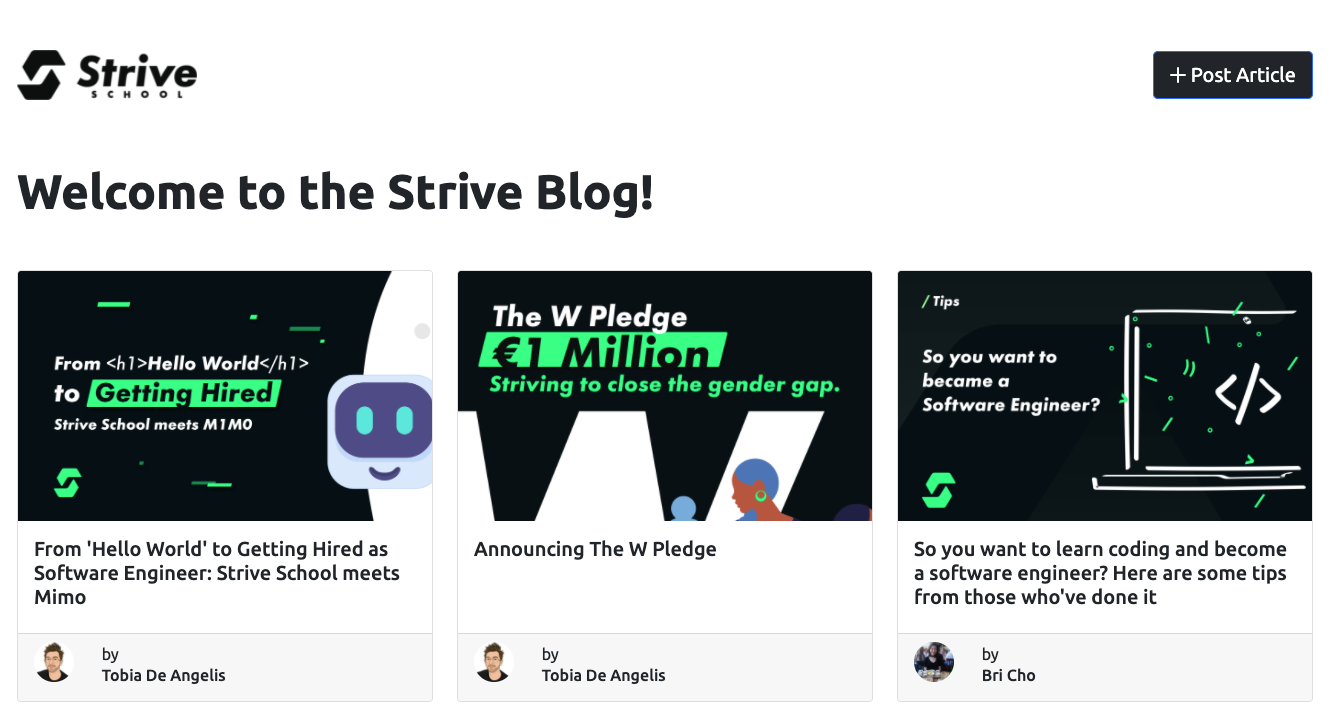 Strive
SCHOOL
+ Post Article
Welcome to the Strive Blog!
From <h1>Hello World</h1>
to Getting Hired
Strive School meets M1M0
The W Pledge
€1 Million
Striving to close the gender gap.
/ Tips
So you want to
became a
Software Engineer?
</>
From 'Hello World' to Getting Hired as
Software Engineer: Strive School meets
Mimo
Announcing The W Pledge
So you want to learn coding and become
a software engineer? Here are some tips
from those who've done it
by
Tobia De Angelis
by
Tobia De Angelis
by
Bri Cho